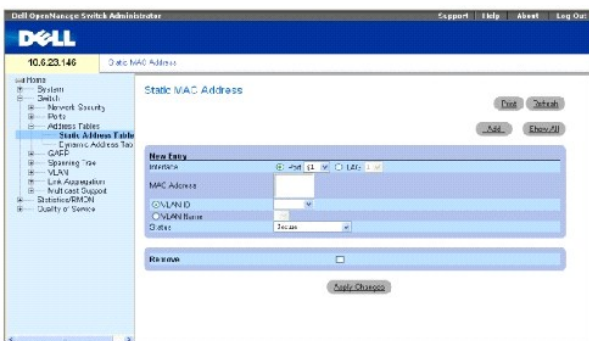 Dell OpenManage Switch Administrator
Support Help About Log Out
DELL
10.6.23.146
Static MAC Address
Home
System
Switch
Network Security
Ports
Address Tables
Static Address Table
Dynamic Address Tab
GARP
Spanning Tree
VLAN
Link Aggregation
Multicast Support
Statistics/RMON
Quality of Service
Static MAC Address
Print Refresh
Add Show All
New Entry
Interface Port LAG
MAC Address
VLAN ID
VLAN Name
Status Secure
Remove
Apply Changes